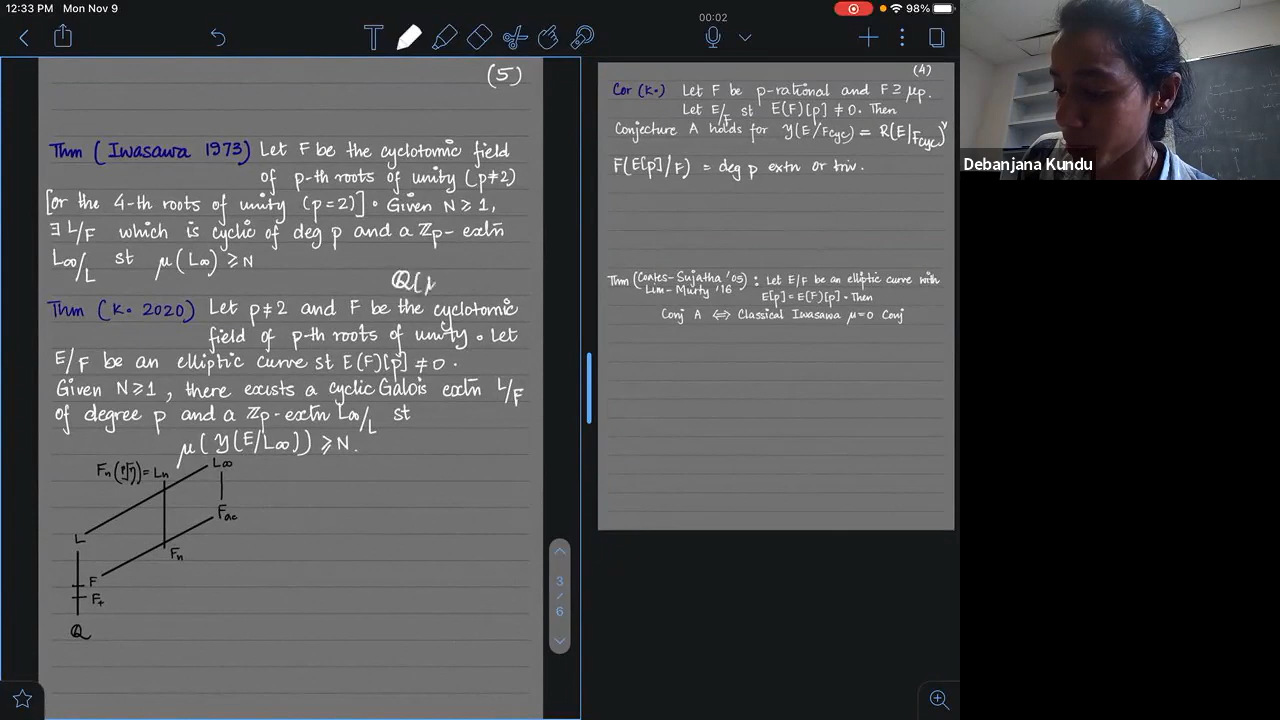 12:33 PM Mon Nov 9
00:02
98%
(5)
Thm (Iwasawa 1973) Let F be the cyclotomic field
of p-th roots of unity (p≠2)
[or the 4-th roots of unity (p=2)]. Given N ≥ 1,
∃ L/F which is cyclic of deg p and a ℤp-extn
L∞/L st μ(L∞) ≥ N
Q(μ
Thm (K. 2020) Let p≠2 and F be the cyclotomic
field of p-th roots of unity. Let
E/F be an elliptic curve st E(F)[p] ≠ 0.
Given N ≥ 1, there exists a cyclic Galois extn L/F
of degree p and a ℤp-extn L∞/L st
μ(Y(E/L∞)) ≥ N.
Fn(p√η) = Ln
L∞
L
Fac
Fn
F
F+
Q
3
/
6
(4)
Cor (K.) Let F be p-rational and F ⊇ μp.
Let E/F st E(F)[p] ≠ 0. Then
Conjecture A holds for Y(E/Fcyc) = R(E/Fcyc)^∨
F(E[p]/F) = deg p extn or triv.
Thm (Coates-Sujatha '05
Lim-Murty '16) : Let E/F be an elliptic curve with
E[p] = E(F)[p]. Then
Conj A ⟺ Classical Iwasawa μ=0 Conj
Debanjana Kundu